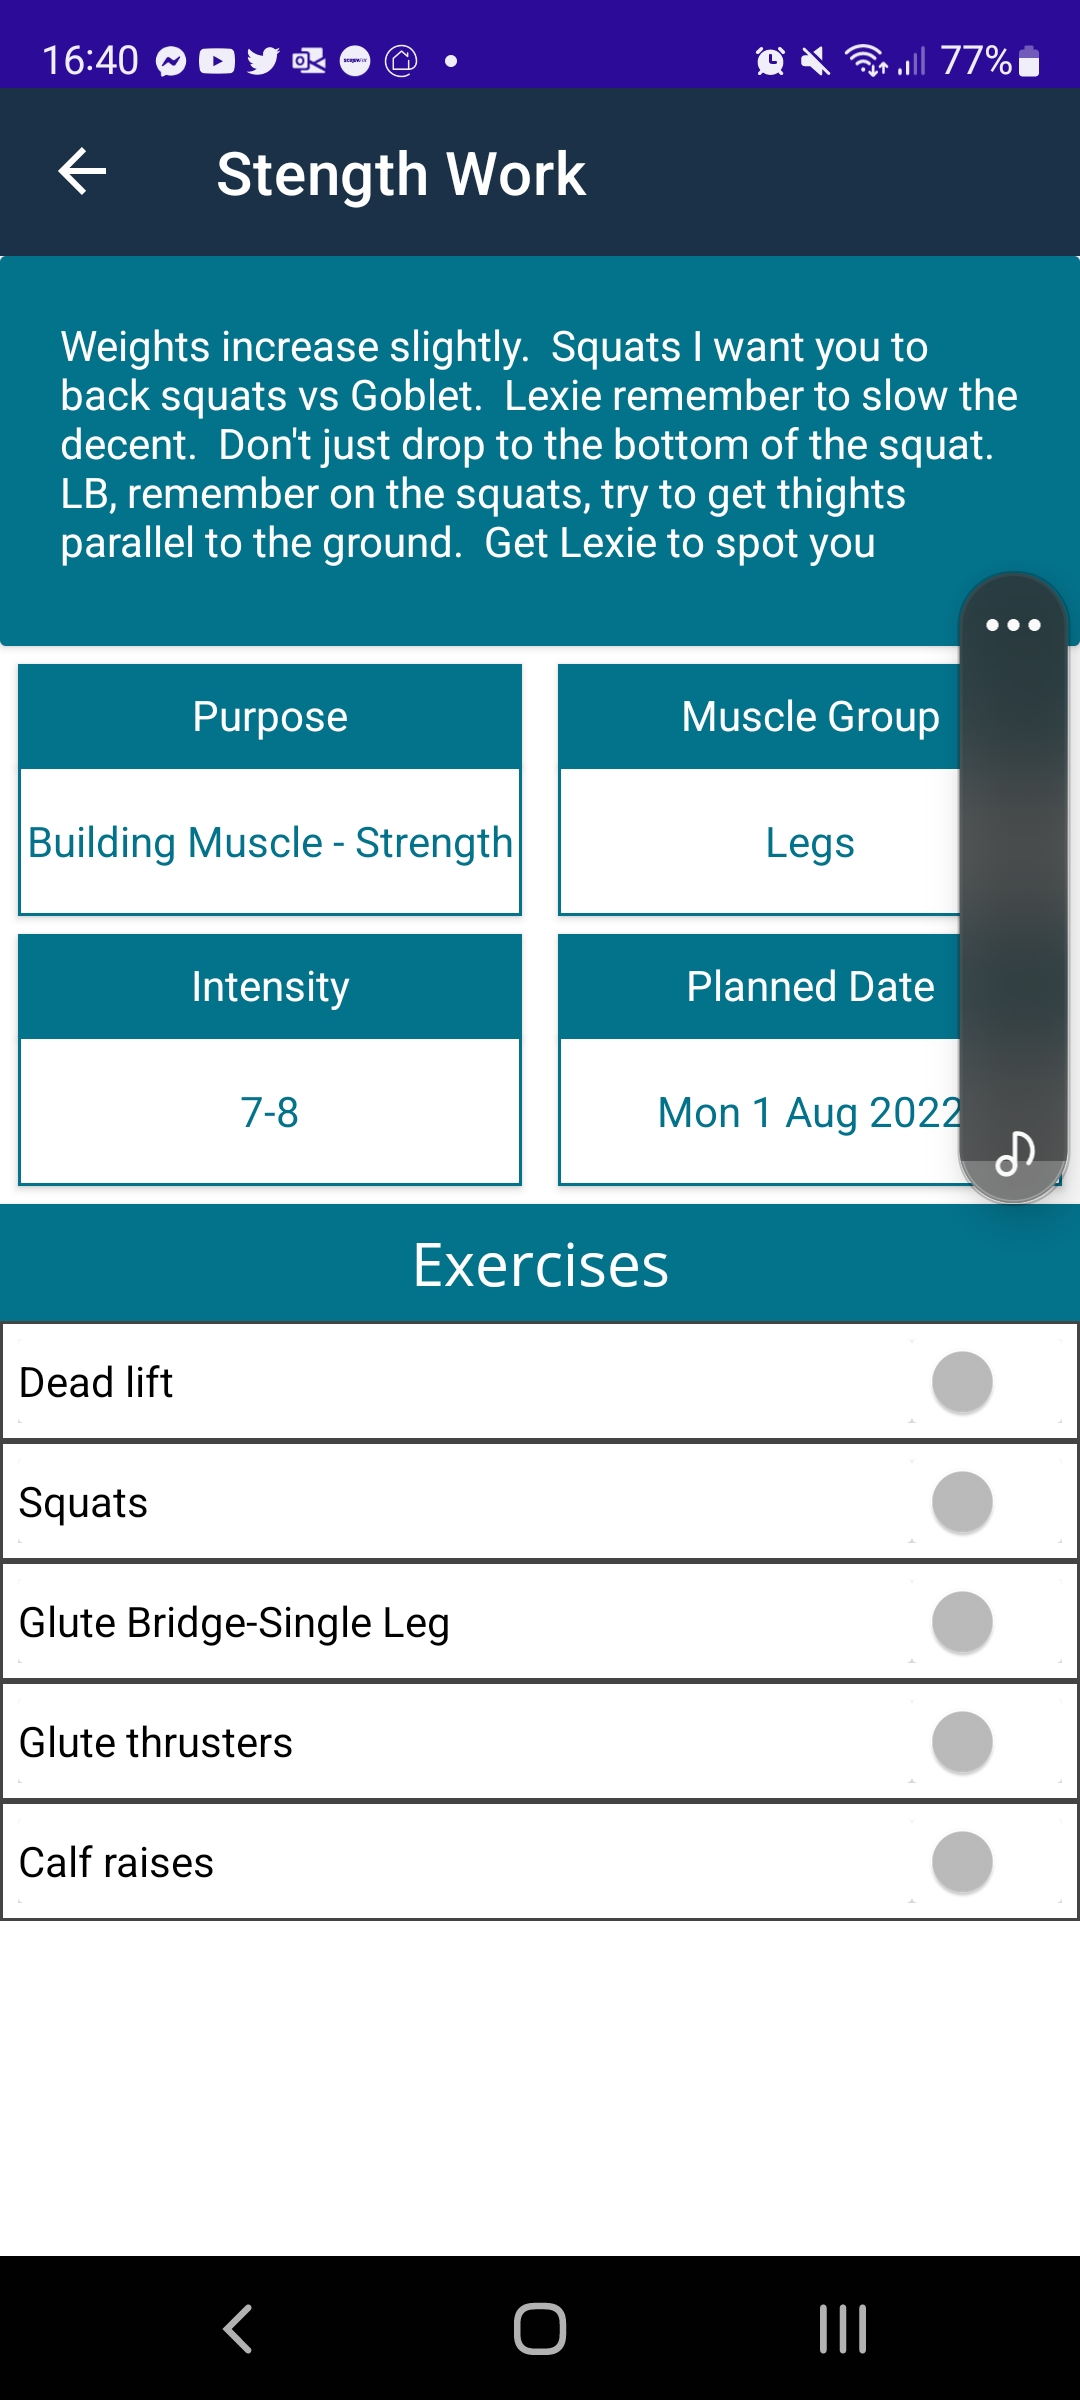 16:40 77%
Stength Work
Weights increase slightly.  Squats I want you to
back squats vs Goblet.  Lexie remember to slow the
decent.  Don't just drop to the bottom of the squat.
LB, remember on the squats, try to get thights
parallel to the ground.  Get Lexie to spot you
Purpose
Muscle Group
Building Muscle - Strength
Legs
Intensity
Planned Date
7-8
Mon 1 Aug 2022
Exercises
Dead lift
Squats
Glute Bridge-Single Leg
Glute thrusters
Calf raises